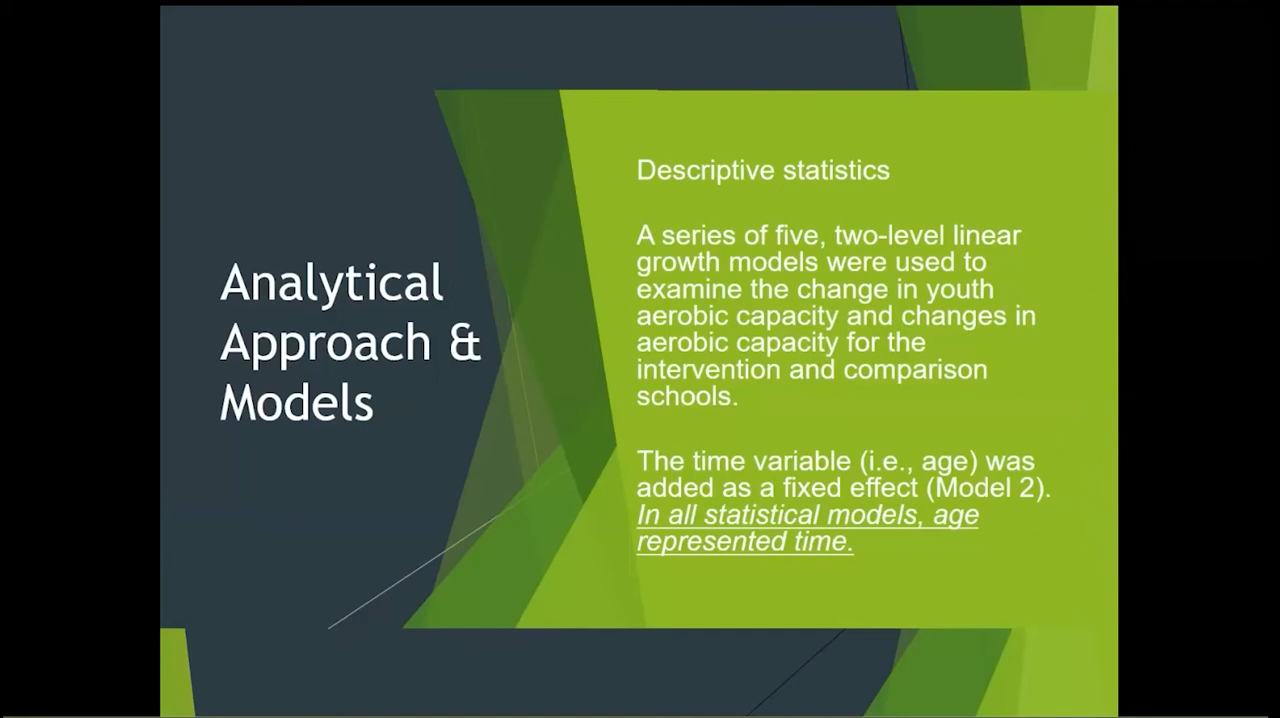 Analytical
Approach &
Models
Descriptive statistics
A series of five, two-level linear
growth models were used to
examine the change in youth
aerobic capacity and changes in
aerobic capacity for the
intervention and comparison
schools.
The time variable (i.e., age) was
added as a fixed effect (Model 2).
In all statistical models, age
represented time.